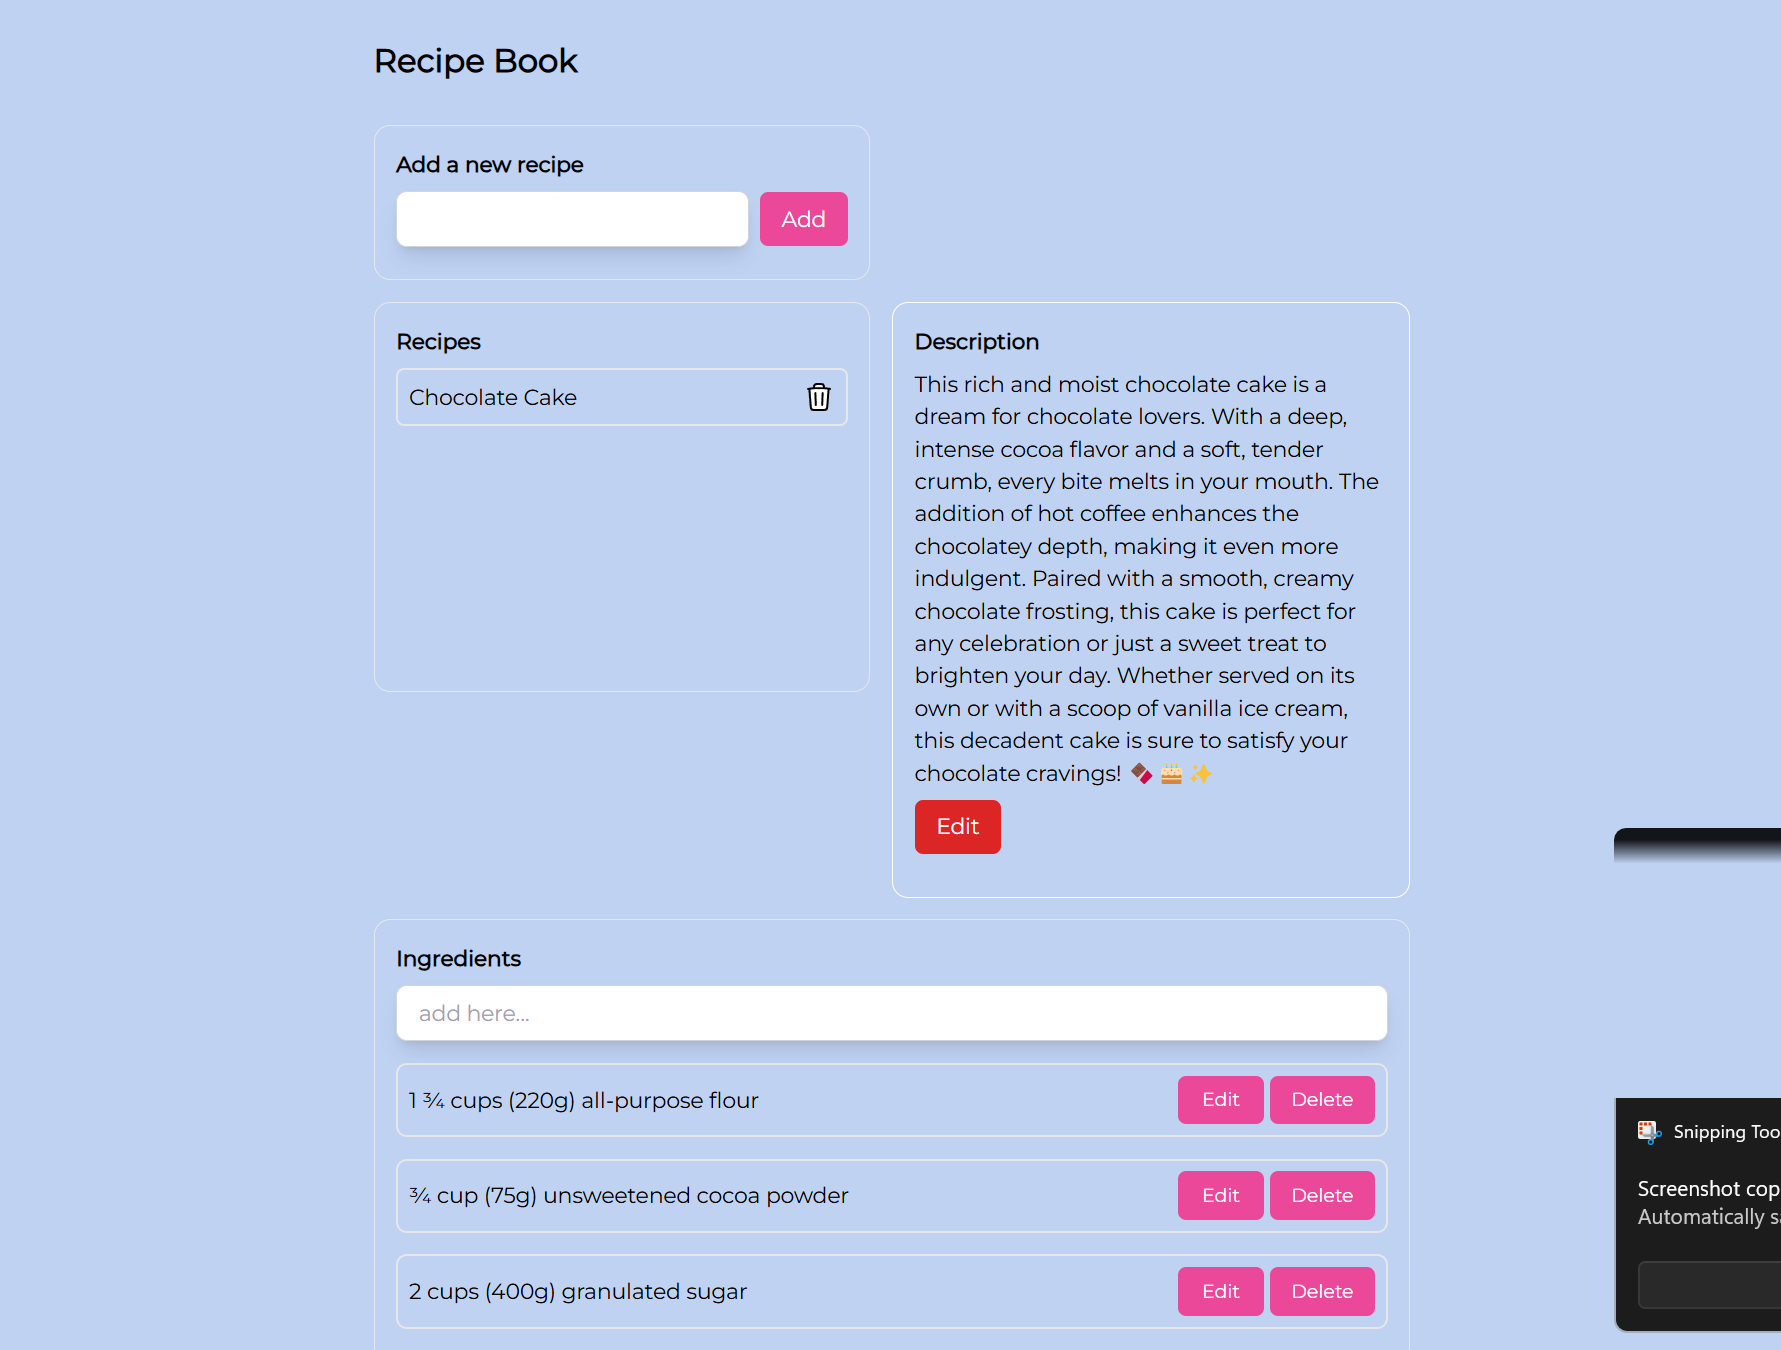 Recipe Book
Add a new recipe
Add
Recipes
Chocolate Cake
Description
This rich and moist chocolate cake is a
dream for chocolate lovers. With a deep,
intense cocoa flavor and a soft, tender
crumb, every bite melts in your mouth. The
addition of hot coffee enhances the
chocolatey depth, making it even more
indulgent. Paired with a smooth, creamy
chocolate frosting, this cake is perfect for
any celebration or just a sweet treat to
brighten your day. Whether served on its
own or with a scoop of vanilla ice cream,
this decadent cake is sure to satisfy your
chocolate cravings! 🍫 🎂 ✨
Edit
Ingredients
add here...
1 ¾ cups (220g) all-purpose flour
Edit Delete
¾ cup (75g) unsweetened cocoa powder
Edit Delete
2 cups (400g) granulated sugar
Edit Delete
Snipping Too
Screenshot cop
Automatically sa